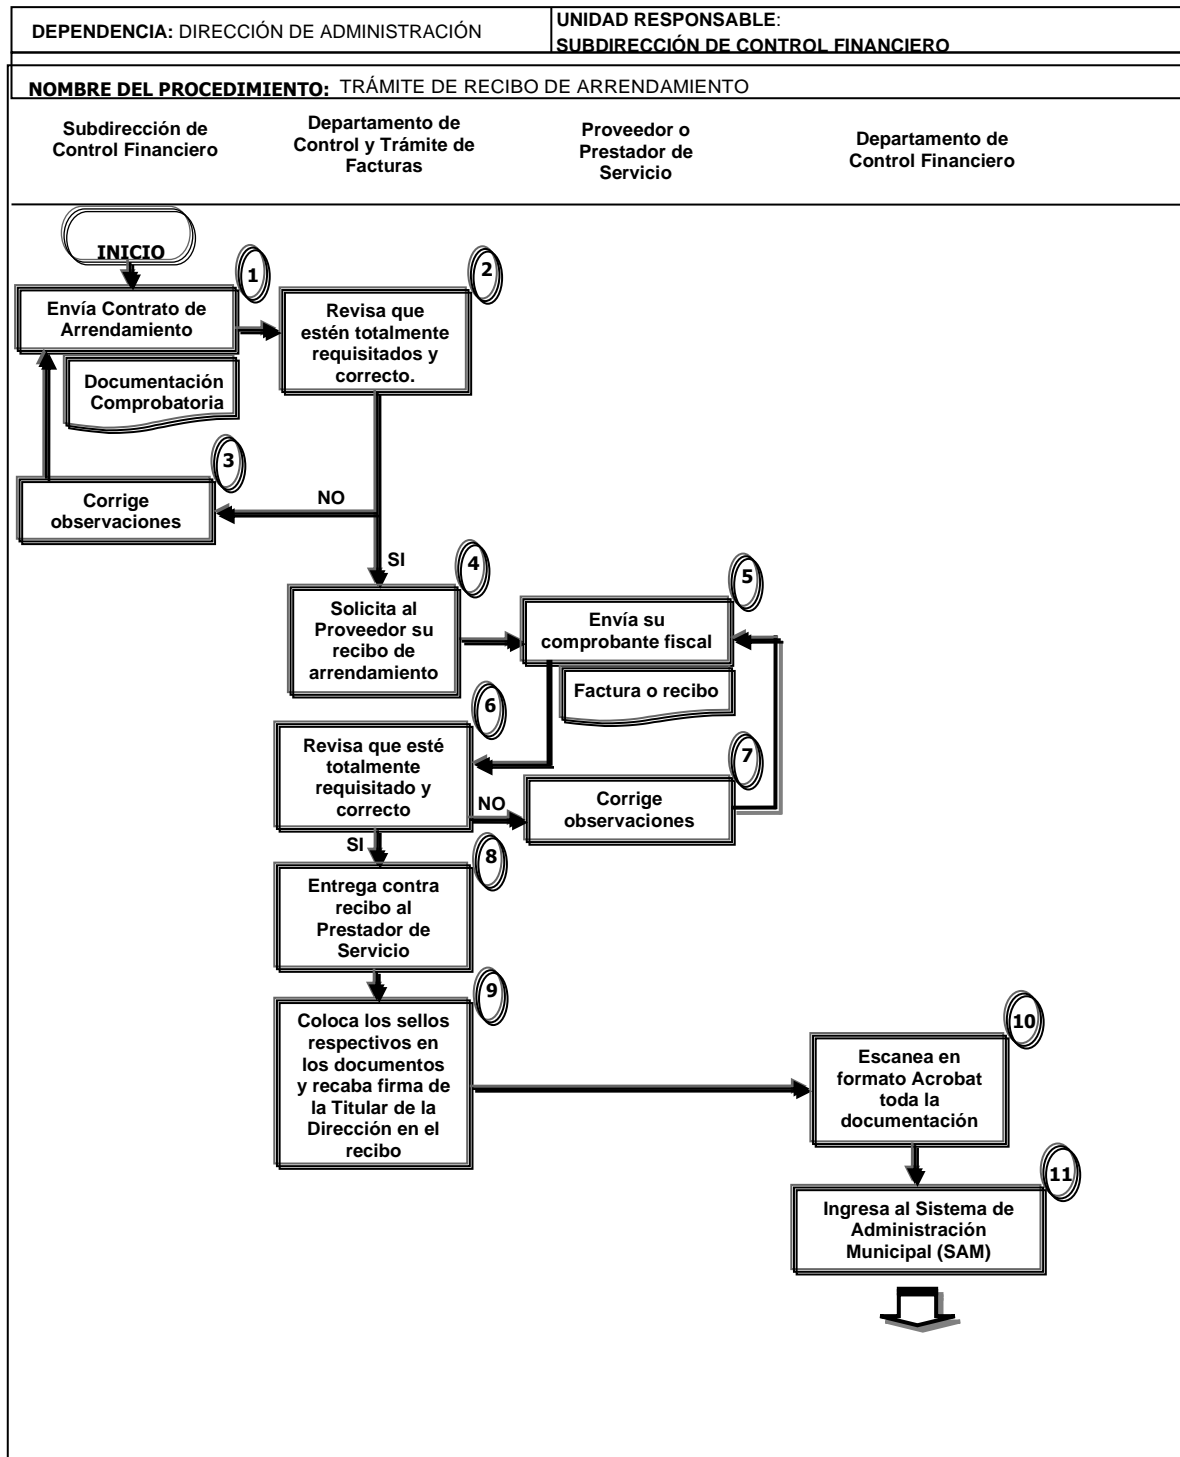 DEPENDENCIA: DIRECCIÓN DE ADMINISTRACIÓN
UNIDAD RESPONSABLE:
SUBDIRECCIÓN DE CONTROL FINANCIERO
NOMBRE DEL PROCEDIMIENTO: TRÁMITE DE RECIBO DE ARRENDAMIENTO
Subdirección de
Control Financiero
Departamento de
Control y Trámite de
Facturas
Proveedor o
Prestador de
Servicio
Departamento de
Control Financiero
INICIO
1
Envía Contrato de
Arrendamiento
Documentación
Comprobatoria
2
Revisa que
estén totalmente
requisitados y
correcto.
3
Corrige
observaciones
NO
SI
4
Solicita al
Proveedor su
recibo de
arrendamiento
5
Envía su
comprobante fiscal
Factura o recibo
6
Revisa que esté
totalmente
requisitado y
correcto
NO
7
Corrige
observaciones
SI
8
Entrega contra
recibo al
Prestador de
Servicio
9
Coloca los sellos
respectivos en
los documentos
y recaba firma de
la Titular de la
Dirección en el
recibo
10
Escanea en
formato Acrobat
toda la
documentación
11
Ingresa al Sistema de
Administración
Municipal (SAM)